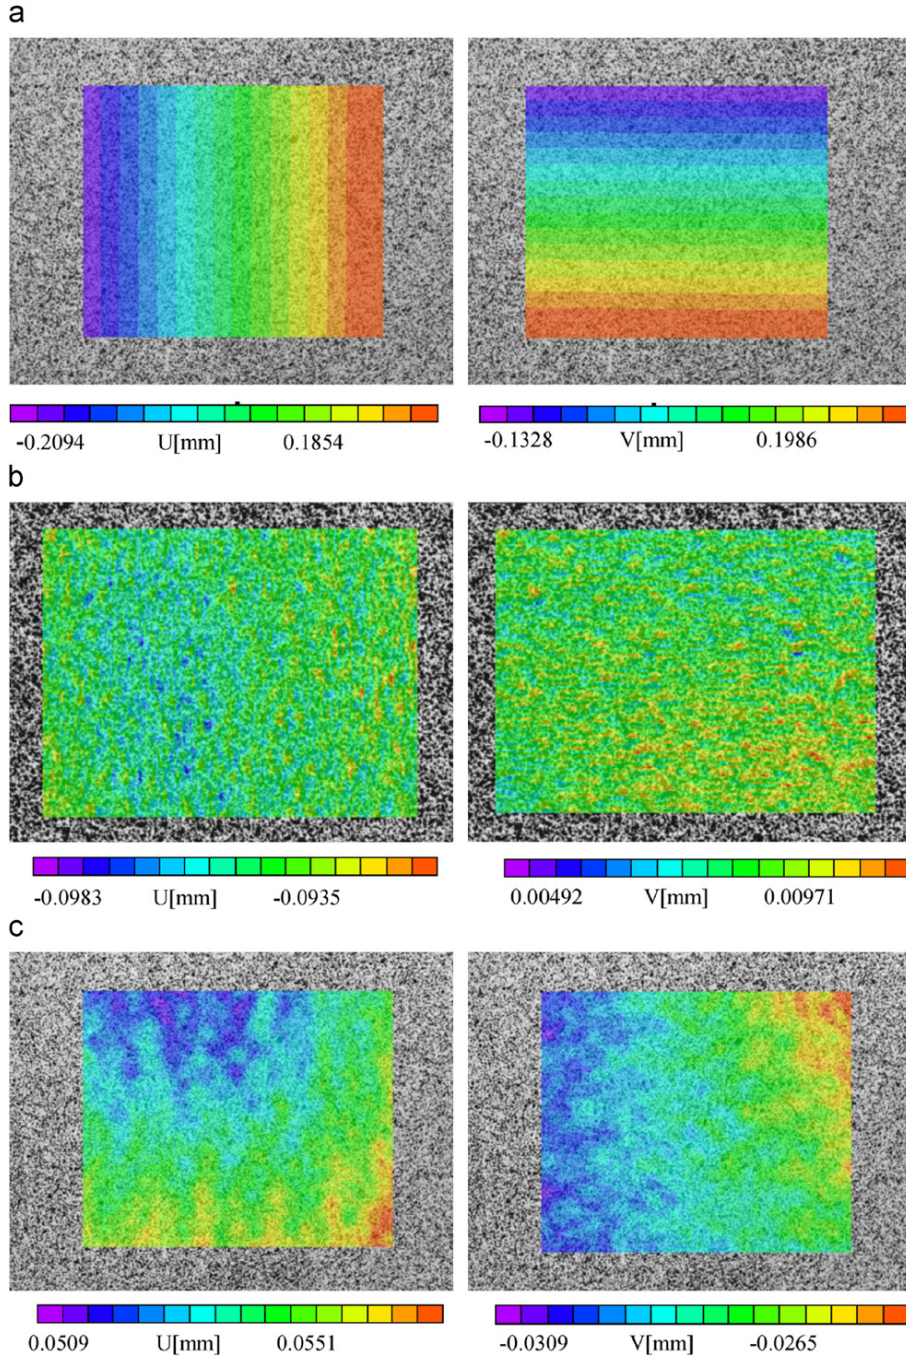 a
-0.2094 U[mm] 0.1854
-0.1328 V[mm] 0.1986
b
-0.0983 U[mm] -0.0935
0.00492 V[mm] 0.00971
c
0.0509 U[mm] 0.0551
-0.0309 V[mm] -0.0265